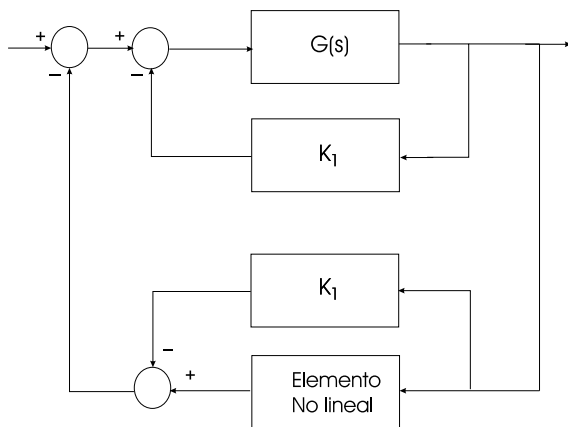 +
+
G(s)
−
−
K1
K1
−
+
Elemento
No lineal